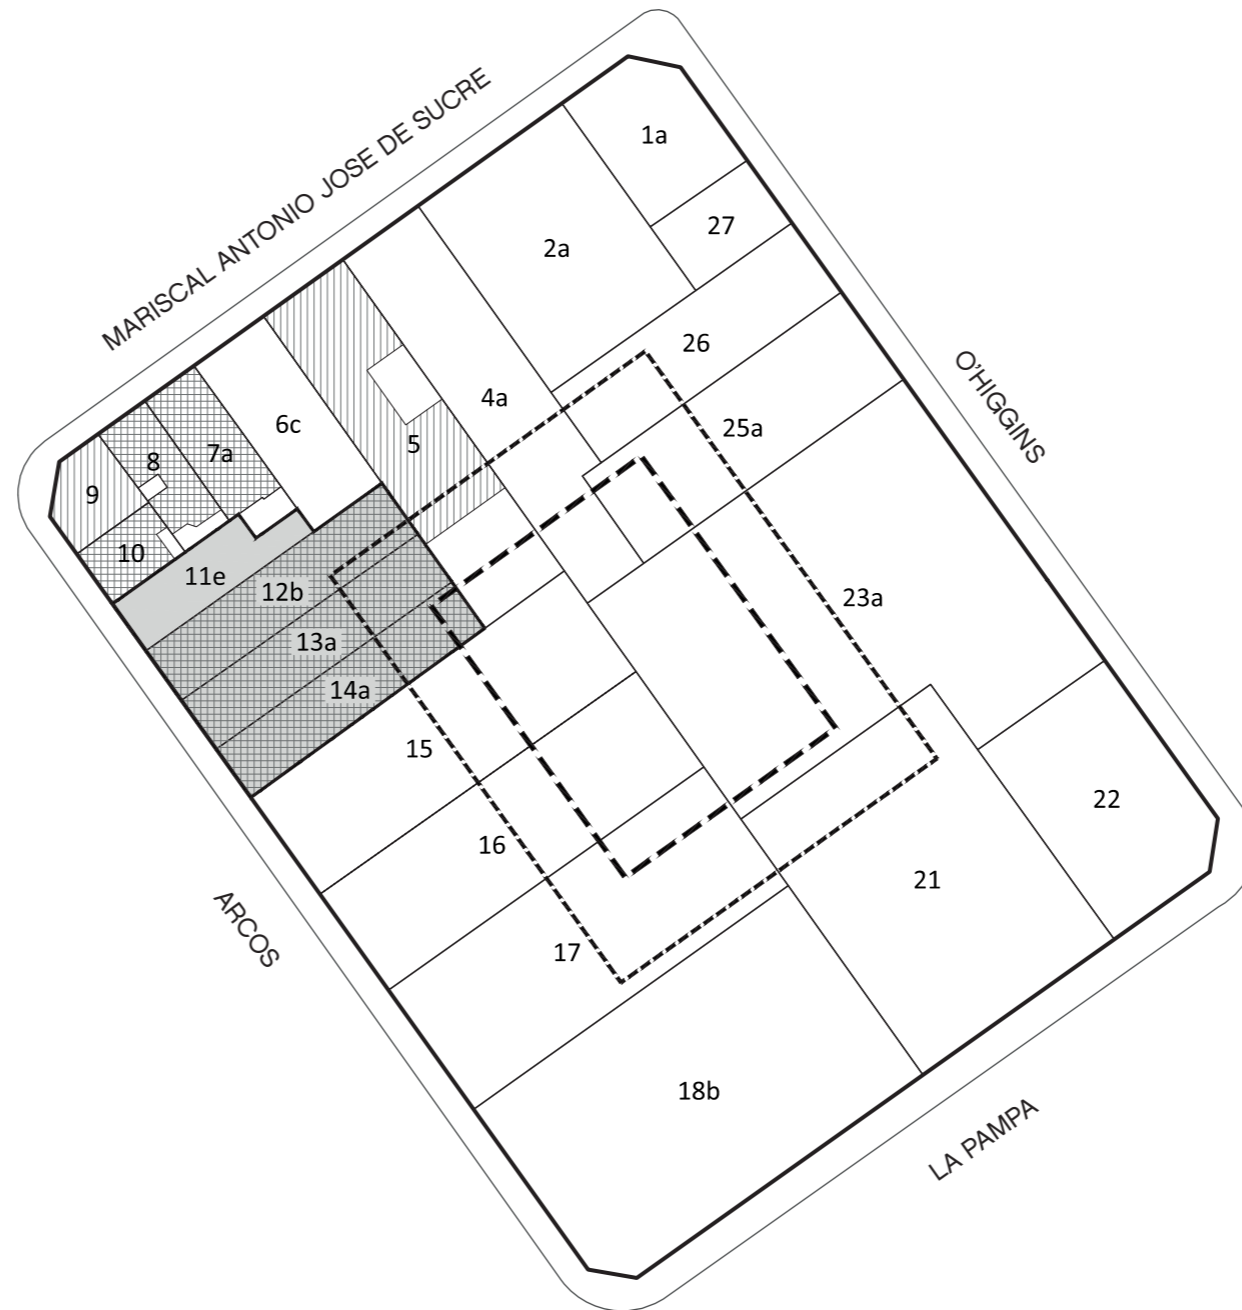 MARISCAL ANTONIO JOSE DE SUCRE
1a
27
2a
26
O'HIGGINS
4a
25a
6c
5
7a
8
9
10
11e
12b
23a
13a
14a
15
22
16
21
ARCOS
17
18b
LA PAMPA